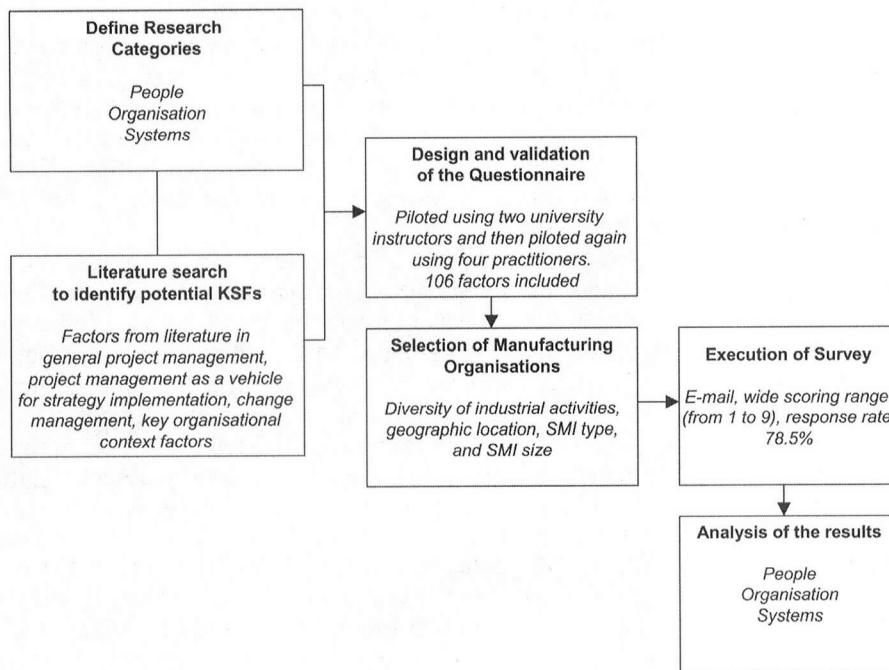 Define Research
Categories
People
Organisation
Systems
Literature search
to identify potential KSFs
Factors from literature in
general project management,
project management as a vehicle
for strategy implementation, change
management, key organisational
context factors
Design and validation
of the Questionnaire
Piloted using two university
instructors and then piloted again
using four practitioners.
106 factors included
Selection of Manufacturing
Organisations
Diversity of industrial activities,
geographic location, SMI type,
and SMI size
Execution of Survey
E-mail, wide scoring range
(from 1 to 9), response rate
78.5%
Analysis of the results
People
Organisation
Systems